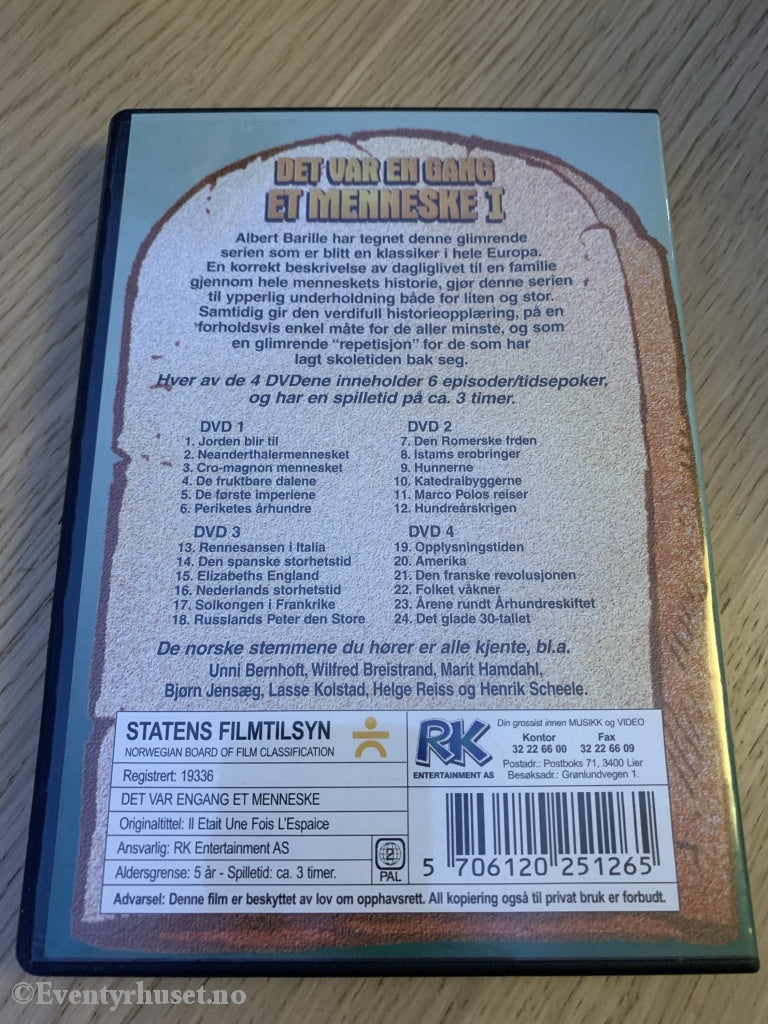 DET VAR EN GANG
ET MENNESKE I
Albert Barille har tegnet denne glimrende
serien som er blitt en klassiker i hele Europa.
En korrekt beskrivelse av dagliglivet til en familie
gjennom hele menneskets historie, gjør denne serien
til ypperlig underholdning både for liten og stor.
Samtidig gir den verdifull historieopplæring, på en
forholdsvis enkel måte for de aller minste, og som
en glimrende "repetisjon" for de som har
lagt skoletiden bak seg.
Hver av de 4 DVDene inneholder 6 episoder/tidsepoker,
og har en spilletid på ca. 3 timer.
DVD 1
1. Jorden blir til
2. Neanderthalermennesket
3. Cro-magnon mennesket
4. De fruktbare dalene
5. De første imperiene
6. Perikletes århundre
DVD 2
7. Den Romerske frden
8. Istams erobringer
9. Hunnerne
10. Katedralbyggerne
11. Marco Polos reiser
12. Hundreårskrigen
DVD 3
13. Rennesansen i Italia
14. Den spanske storhetstid
15. Elizabeths England
16. Nederlands storhetstid
17. Solkongen i Frankrike
18. Russlands Peter den Store
DVD 4
19. Opplysningstiden
20. Amerika
21. Den franske revolusjonen
22. Folket våkner
23. Årene rundt Århundreskiftet
24. Det glade 30-tallet
De norske stemmene du hører er alle kjente, bl.a.
Unni Bernhoft, Wilfred Breistrand, Marit Hamdahl,
Bjørn Jensæg, Lasse Kolstad, Helge Reiss og Henrik Scheele.
STATENS FILMTILSYN
NORWEGIAN BOARD OF FILM CLASSIFICATION
Registrert: 19336
DET VAR ENGANG ET MENNESKE
Originaltittel: Il Etait Une Fois L'Espaice
Ansvarlig: RK Entertainment AS
Aldersgrense: 5 år - Spilletid: ca. 3 timer.
2
PAL
RK
ENTERTAINMENT AS
Din grossist innen MUSIKK og VIDEO
Kontor Fax
32 22 66 00 32 22 66 09
Postadr.: Postboks 71, 3400 Lier
Besøksadr.: Grønlundvegen 1.
5 706120 251265
Advarsel: Denne film er beskyttet av lov om opphavsrett. All kopiering også til privat bruk er forbudt.
©Eventyrhuset.no